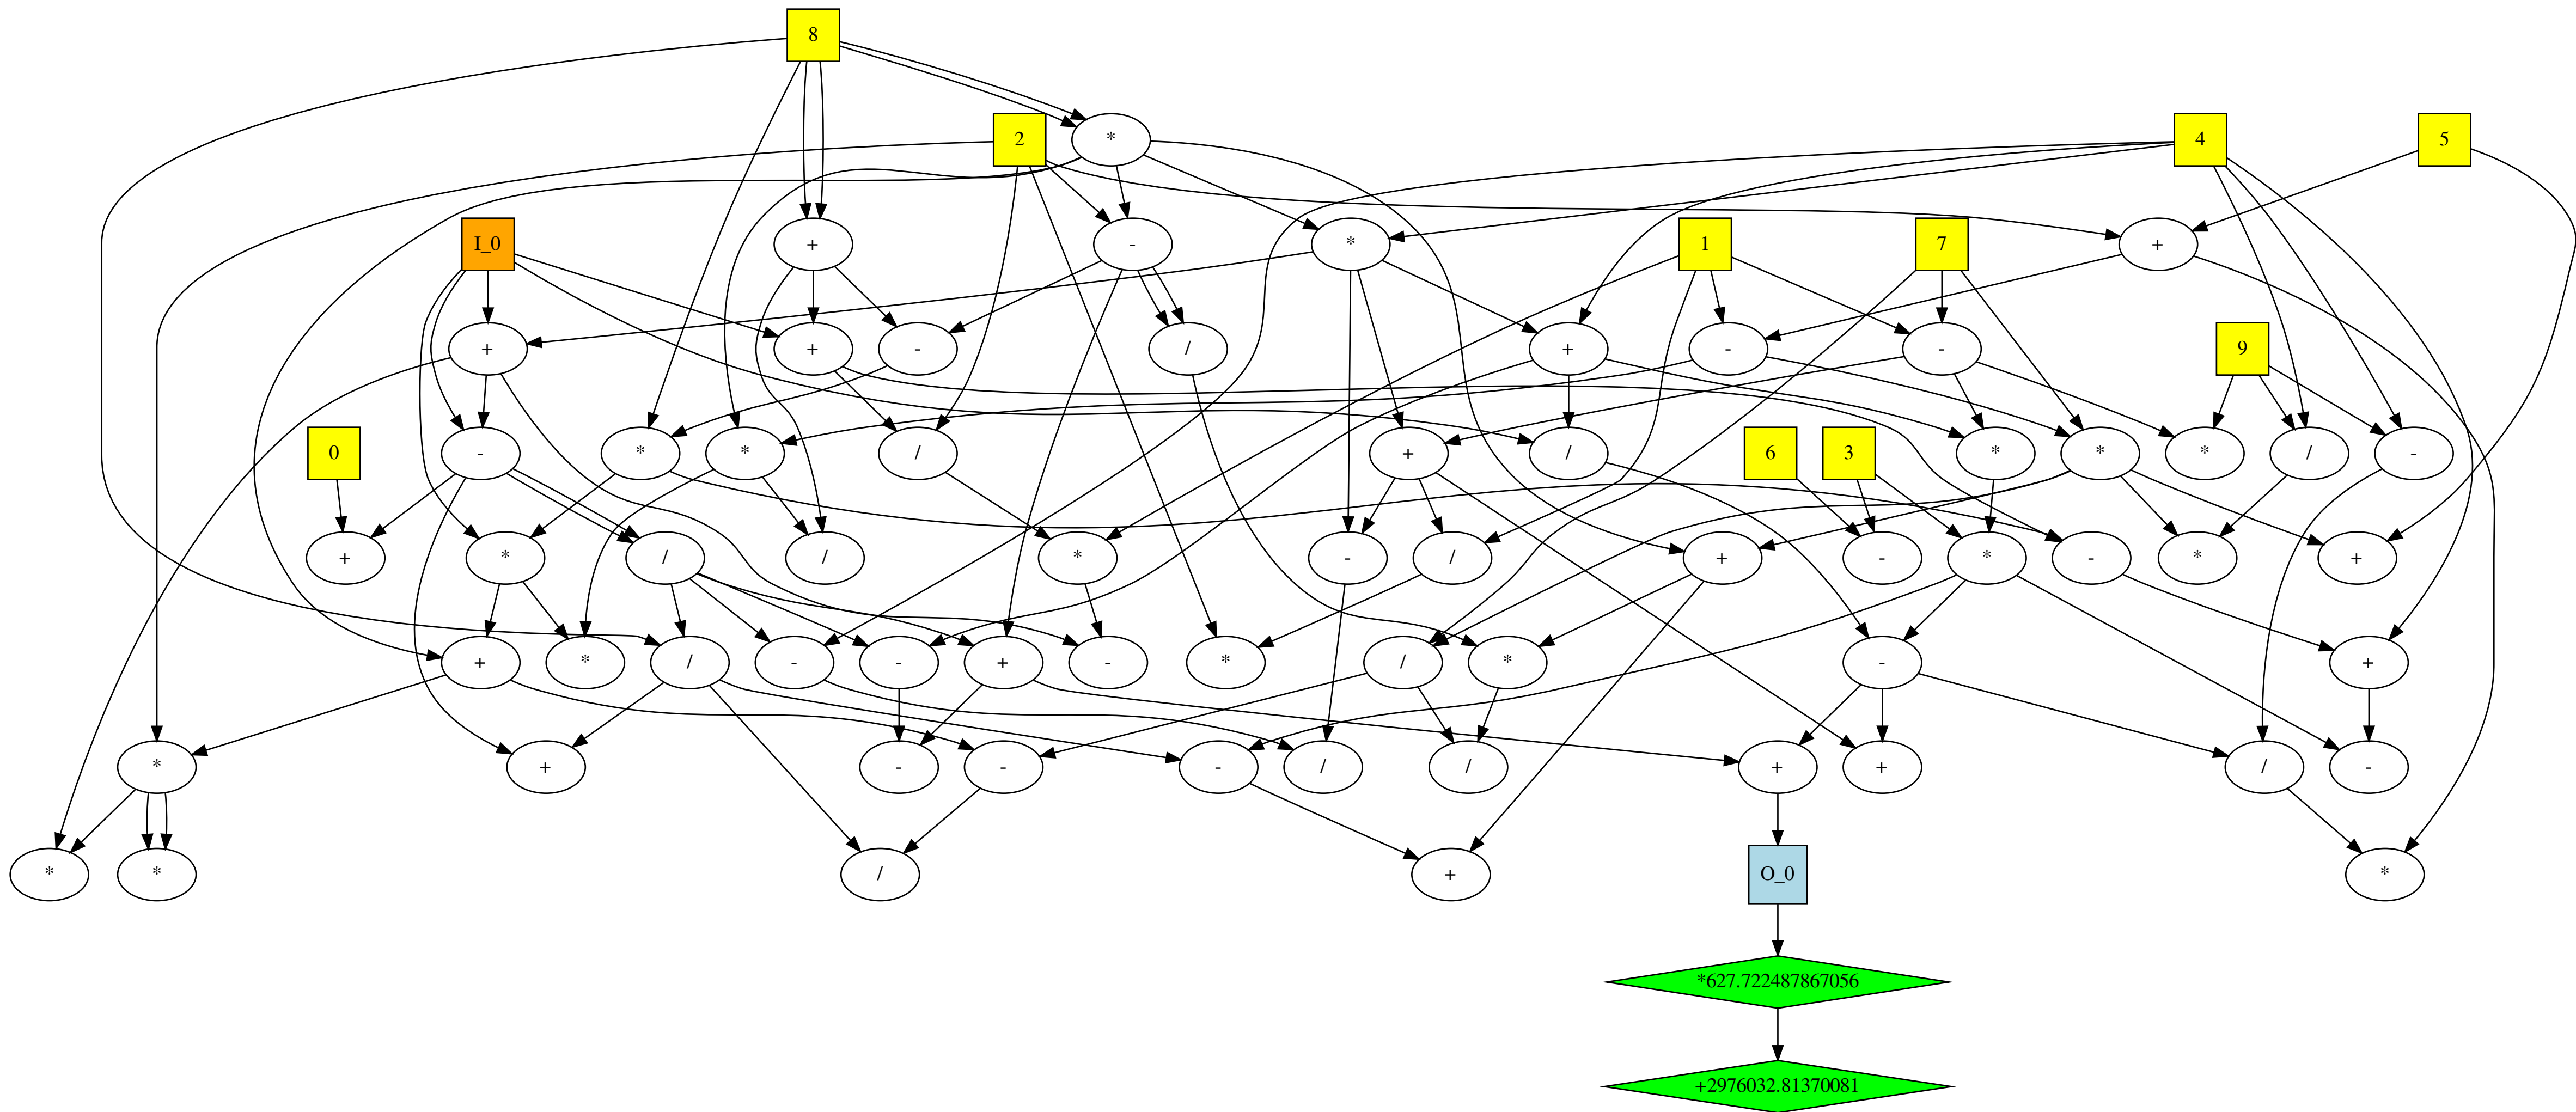 8
2 * 4 5
I_0 + - * 1 7 +
+ + - / + - - 9
0 - * * / + / 6 3 * * * / -
+ * / / * - / + - * - * +
+ * / - - + - * / * - +
* + - - - / / + + / -
* * / + O_0 *
*627.722487867056
+2976032.81370081